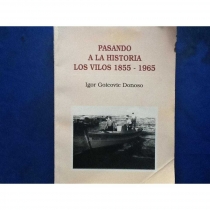 PASANDO
A LA HISTORIA
LOS VILOS 1855 - 1965
Igor Goicovic Donoso